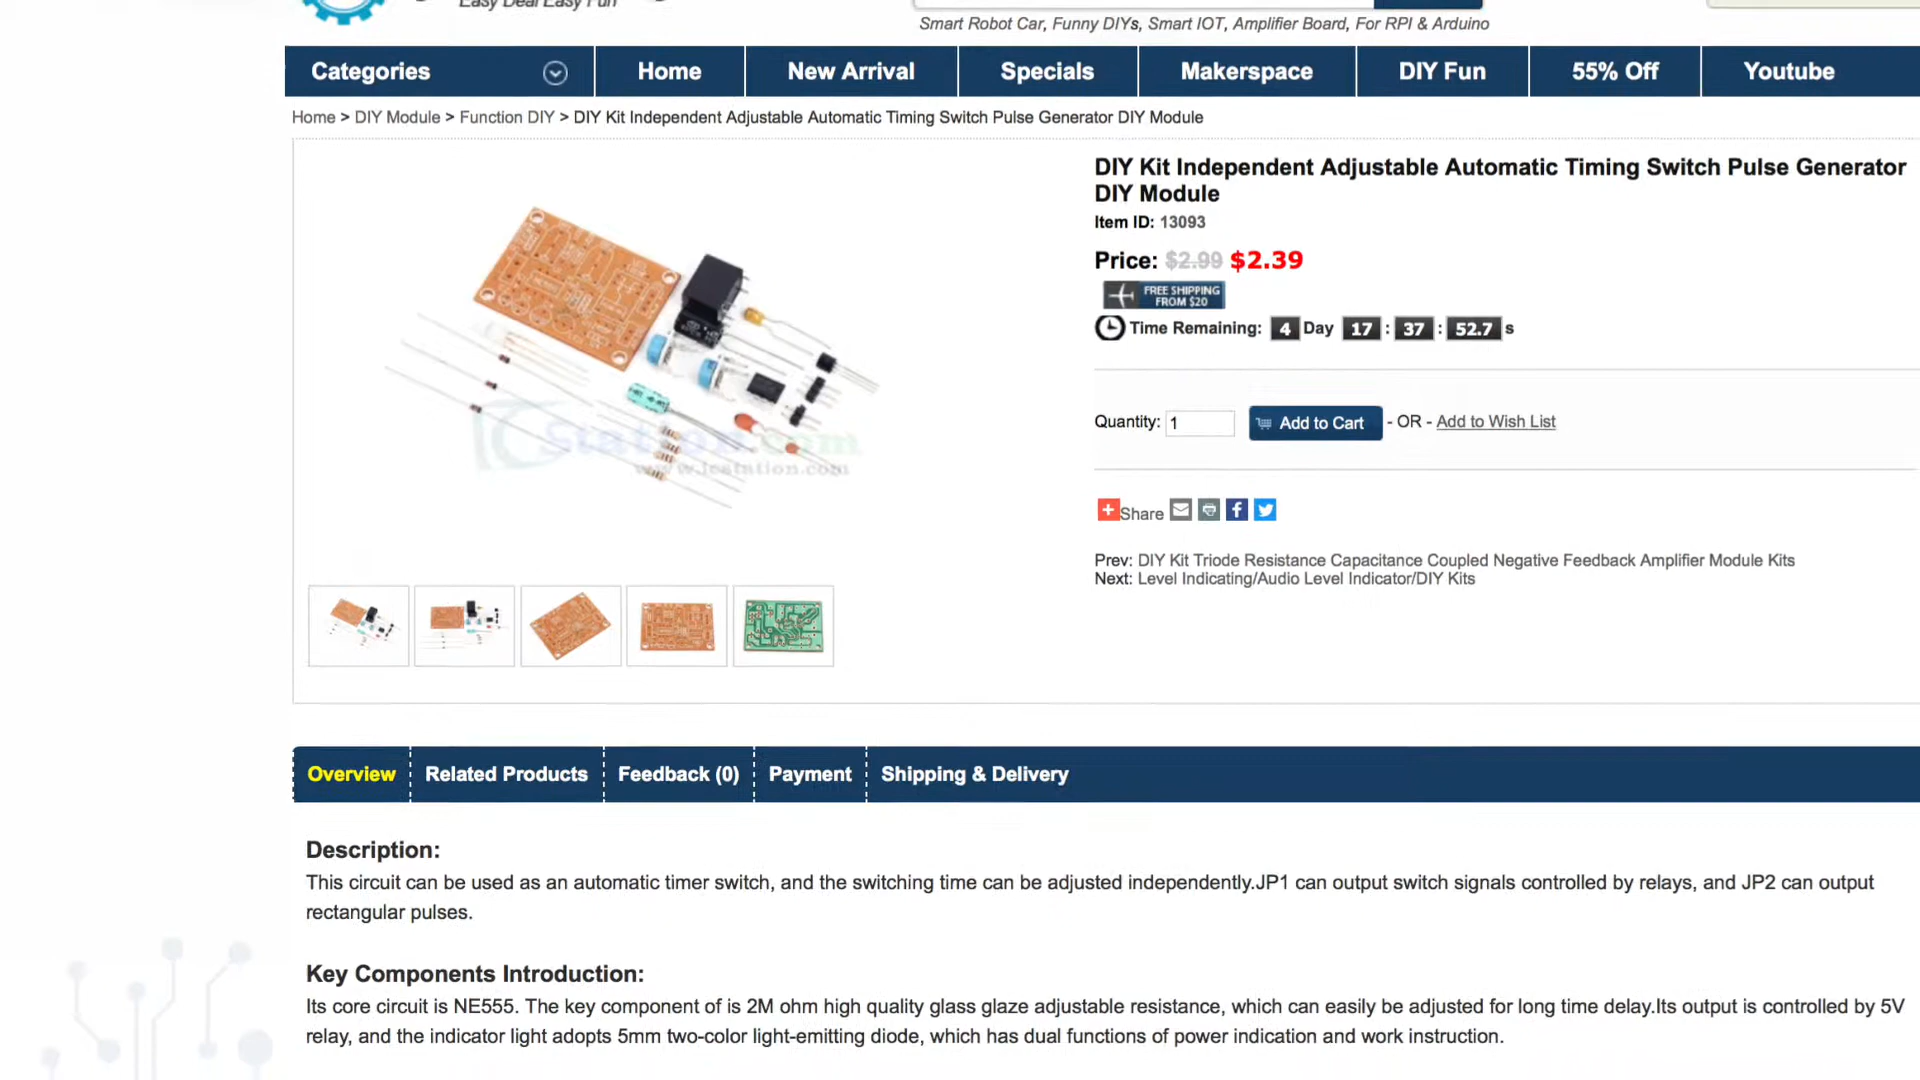 Easy Deal Easy Fun
Smart Robot Car, Funny DIYs, Smart IOT, Amplifier Board, For RPI & Arduino
Categories
Home
New Arrival
Specials
Makerspace
DIY Fun
55% Off
Youtube
Home > DIY Module > Function DIY > DIY Kit Independent Adjustable Automatic Timing Switch Pulse Generator DIY Module
DIY Kit Independent Adjustable Automatic Timing Switch Pulse Generator
DIY Module
Item ID: 13093
Price: $2.99 $2.39
FREE SHIPPING
FROM $20
Time Remaining: 4 Day 17 : 37 : 52.7 s
Quantity: 1 Add to Cart - OR - Add to Wish List
ICStation.com
www.icstation.com
Share
Prev: DIY Kit Triode Resistance Capacitance Coupled Negative Feedback Amplifier Module Kits
Next: Level Indicating/Audio Level Indicator/DIY Kits
Overview
Related Products
Feedback (0)
Payment
Shipping & Delivery
Description:
This circuit can be used as an automatic timer switch, and the switching time can be adjusted independently.JP1 can output switch signals controlled by relays, and JP2 can output
rectangular pulses.
Key Components Introduction:
Its core circuit is NE555. The key component of is 2M ohm high quality glass glaze adjustable resistance, which can easily be adjusted for long time delay.Its output is controlled by 5V
relay, and the indicator light adopts 5mm two-color light-emitting diode, which has dual functions of power indication and work instruction.